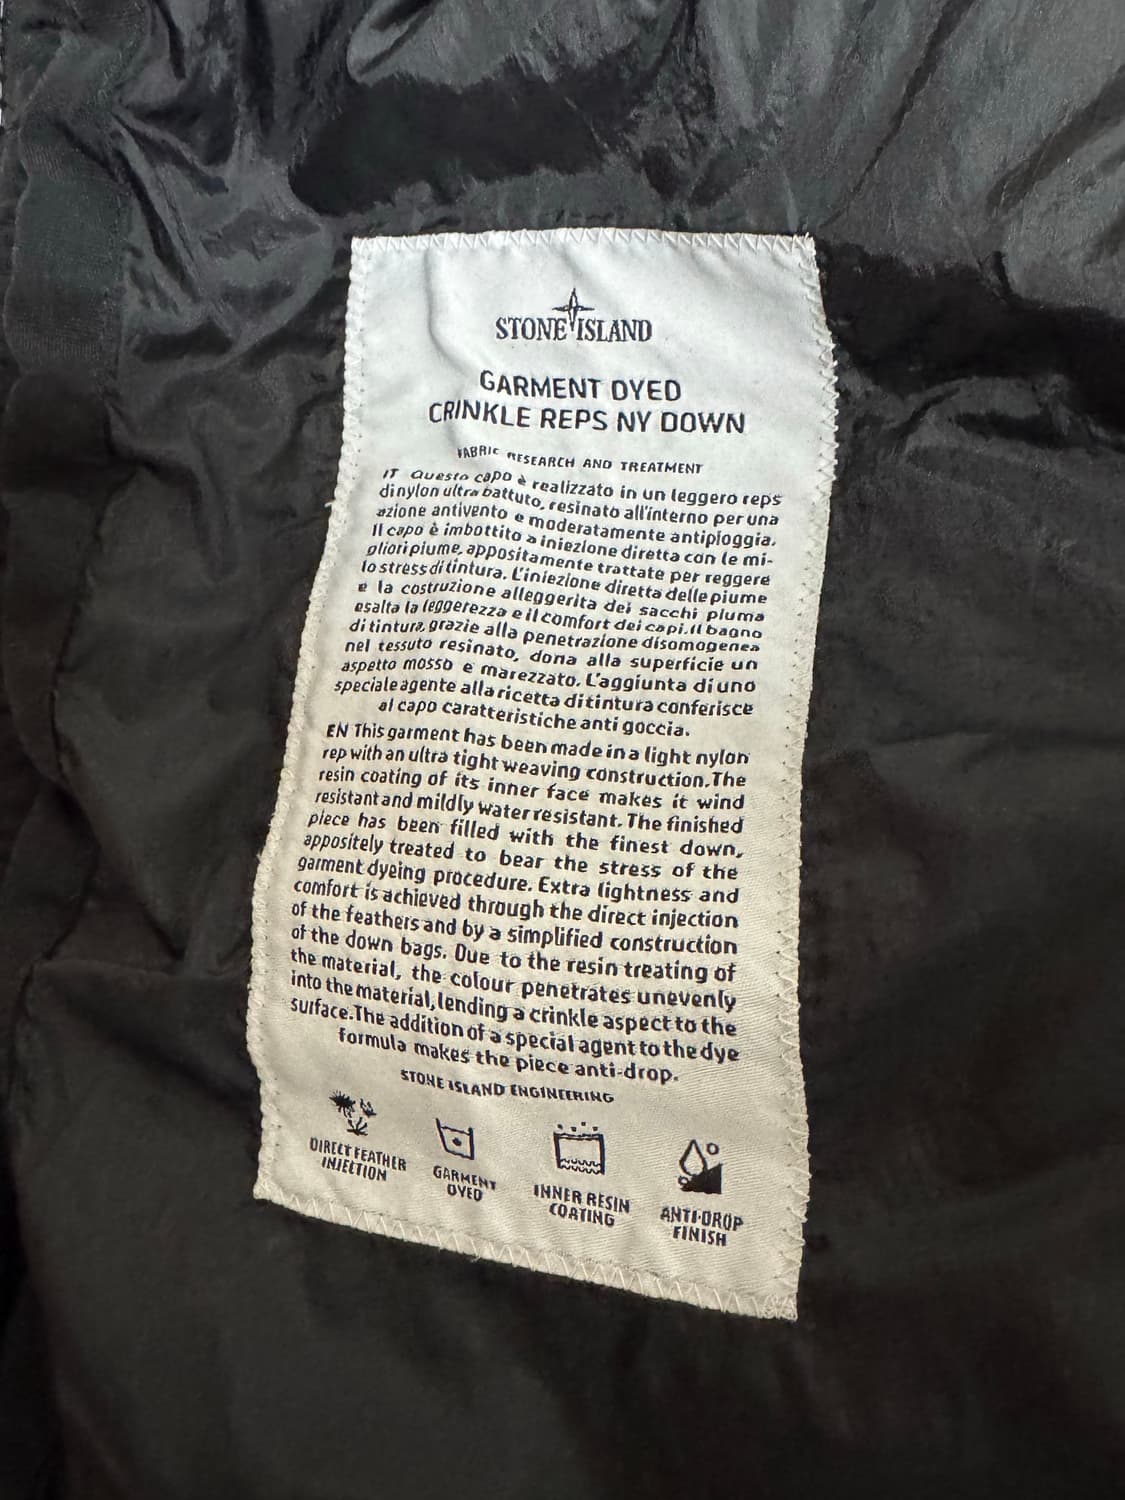 STONE ISLAND
GARMENT DYED
CRINKLE REPS NY DOWN
FABRIC RESEARCH AND TREATMENT
IT Questo capo è realizzato in un leggero reps
di nylon ultra battuto, resinato all'interno per una
azione antivento e moderatamente antipioggia.
Il capo è imbottito a iniezione diretta con le mi-
gliori piume, appositamente trattate per reggere
lo stress di tintura. L'iniezione diretta delle piume
e la costruzione alleggerita dei sacchi piuma
esalta la leggerezza e il comfort dei capi. Il bagno
di tintura, grazie alla penetrazione disomogenea
nel tessuto resinato, dona alla superficie un
aspetto mosso e marezzato. L'aggiunta di uno
speciale agente alla ricetta di tintura conferisce
al capo caratteristiche anti goccia.
EN This garment has been made in a light nylon
rep with an ultra tight weaving construction. The
resin coating of its inner face makes it wind
resistant and mildly water resistant. The finished
piece has been filled with the finest down,
appositely treated to bear the stress of the
garment dyeing procedure. Extra lightness and
comfort is achieved through the direct injection
of the feathers and by a simplified construction
of the down bags. Due to the resin treating of
the material, the colour penetrates unevenly
into the material, lending a crinkle aspect to the
surface. The addition of a special agent to the dye
formula makes the piece anti-drop.
STONE ISLAND ENGINEERING
DIRECT FEATHER
INJECTION
GARMENT
DYED
INNER RESIN
COATING
ANTI-DROP
FINISH